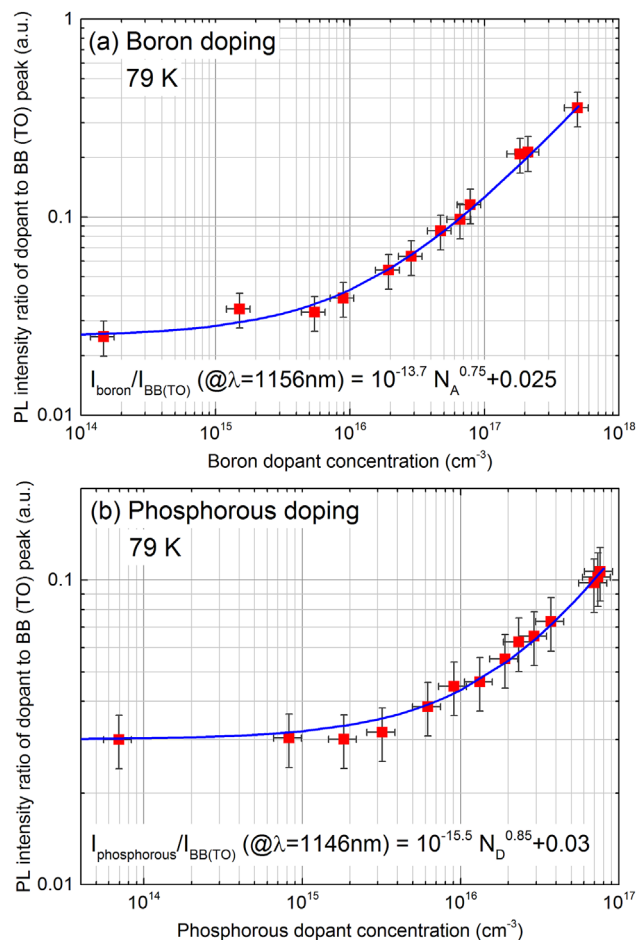 (a) Boron doping
79 K
PL intensity ratio of dopant to BB (TO) peak (a.u.)
1
0.1
0.01
I_boron/I_BB(TO) (@λ=1156nm) = 10^-13.7 N_A^0.75+0.025
10^14 10^15 10^16 10^17 10^18
Boron dopant concentration (cm^-3)
(b) Phosphorous doping
79 K
PL intensity ratio of dopant to BB (TO) peak (a.u.)
0.1
0.01
I_phosphorous/I_BB(TO) (@λ=1146nm) = 10^-15.5 N_D^0.85+0.03
10^14 10^15 10^16 10^17
Phosphorous dopant concentration (cm^-3)